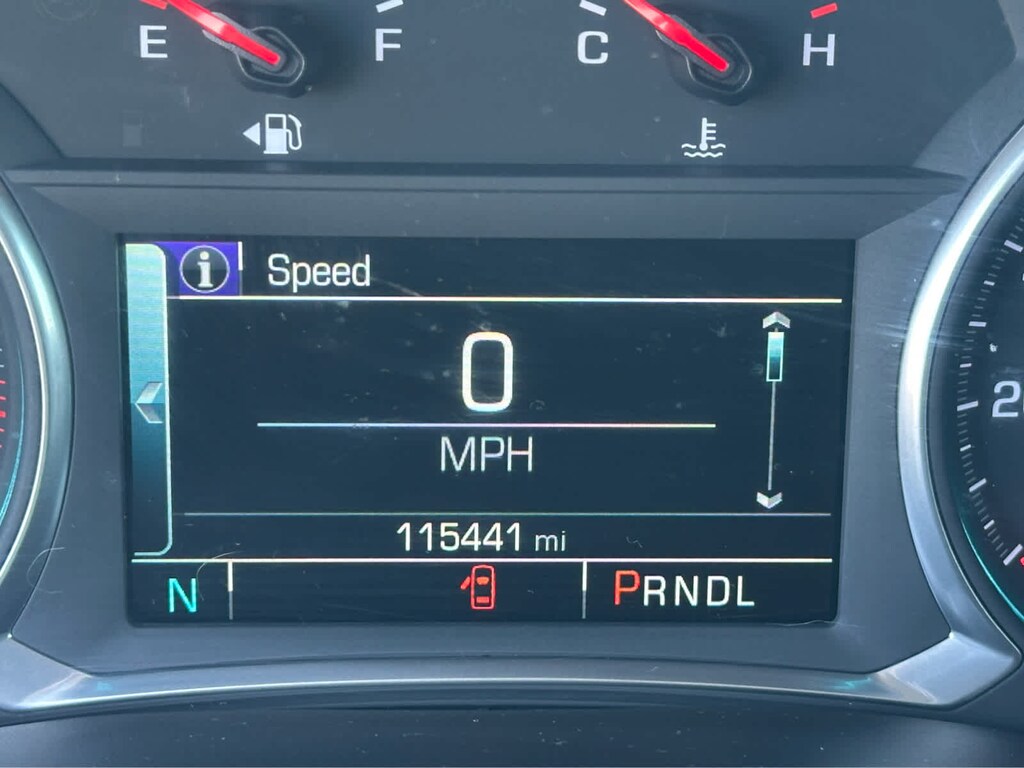 E F C H
i Speed
0
MPH
115441 mi
N PRNDL